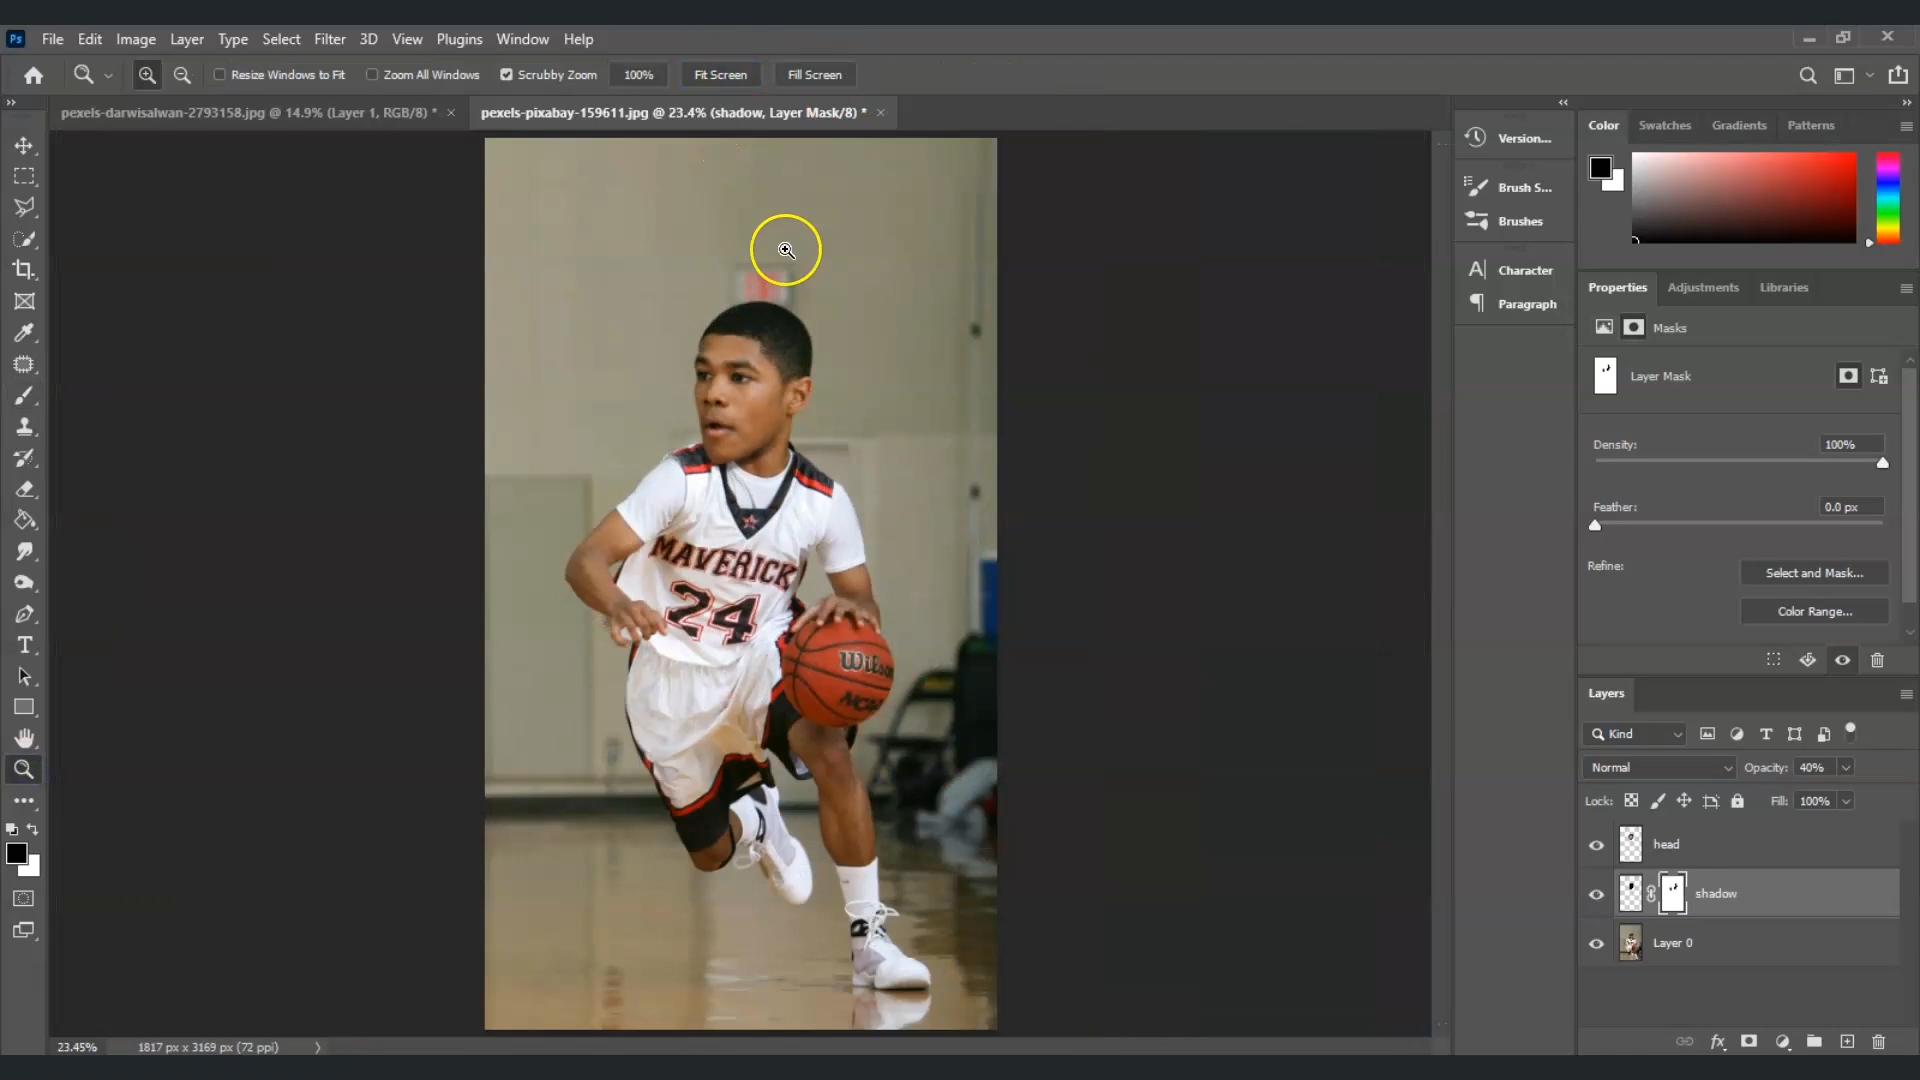 Ps File Edit Image Layer Type Select Filter 3D View Plugins Window Help
Resize Windows to Fit Zoom All Windows Scrubby Zoom 100% Fit Screen Fill Screen
pexels-darwisalwan-2793158.jpg @ 14.9% (Layer 1, RGB/8) * pexels-pixabay-159611.jpg @ 23.4% (shadow, Layer Mask/8) *
Version...
Brush S...
Brushes
Character
Paragraph
Color Swatches Gradients Patterns
Properties Adjustments Libraries
Masks
Layer Mask
Density: 100%
Feather: 0.0 px
Refine: Select and Mask...
Color Range...
Layers
Kind
Normal Opacity: 40%
Lock: Fill: 100%
head
shadow
Layer 0
MAVERICK
24
Wilson
NCAA
23.45% 1817 px x 3169 px (72 ppi)